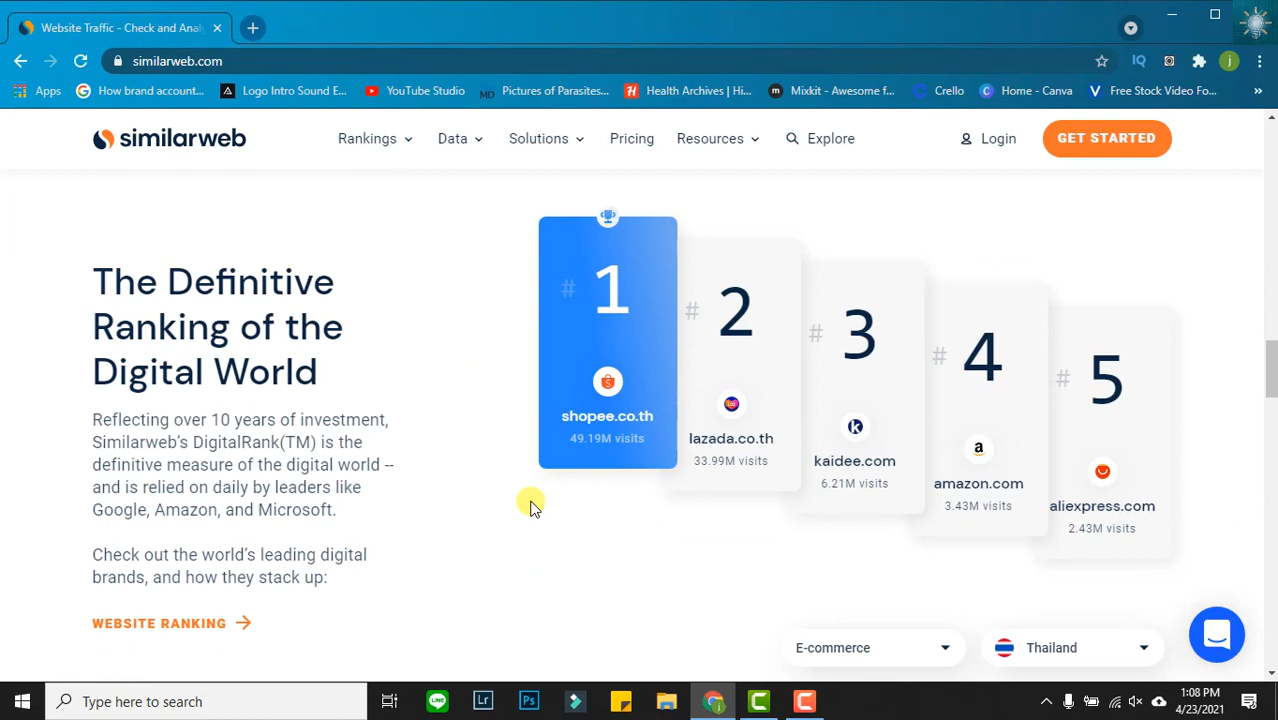 Website Traffic - Check and Anal
similarweb.com
Apps
How brand account...
Logo Intro Sound E...
YouTube Studio
Pictures of Parasites...
Health Archives | Hi...
Mixkit - Awesome f...
Crello
Home - Canva
Free Stock Video Fo...
similarweb
Rankings
Data
Solutions
Pricing
Resources
Explore
Login
GET STARTED
The Definitive
Ranking of the
Digital World
Reflecting over 10 years of investment,
Similarweb's DigitalRank(TM) is the
definitive measure of the digital world --
and is relied on daily by leaders like
Google, Amazon, and Microsoft.
Check out the world's leading digital
brands, and how they stack up:
WEBSITE RANKING
# 1
shopee.co.th
49.19M visits
# 2
lazada.co.th
33.99M visits
# 3
kaidee.com
6.21M visits
# 4
amazon.com
3.43M visits
# 5
aliexpress.com
2.43M visits
E-commerce
Thailand
Type here to search
1:08 PM
4/23/2021